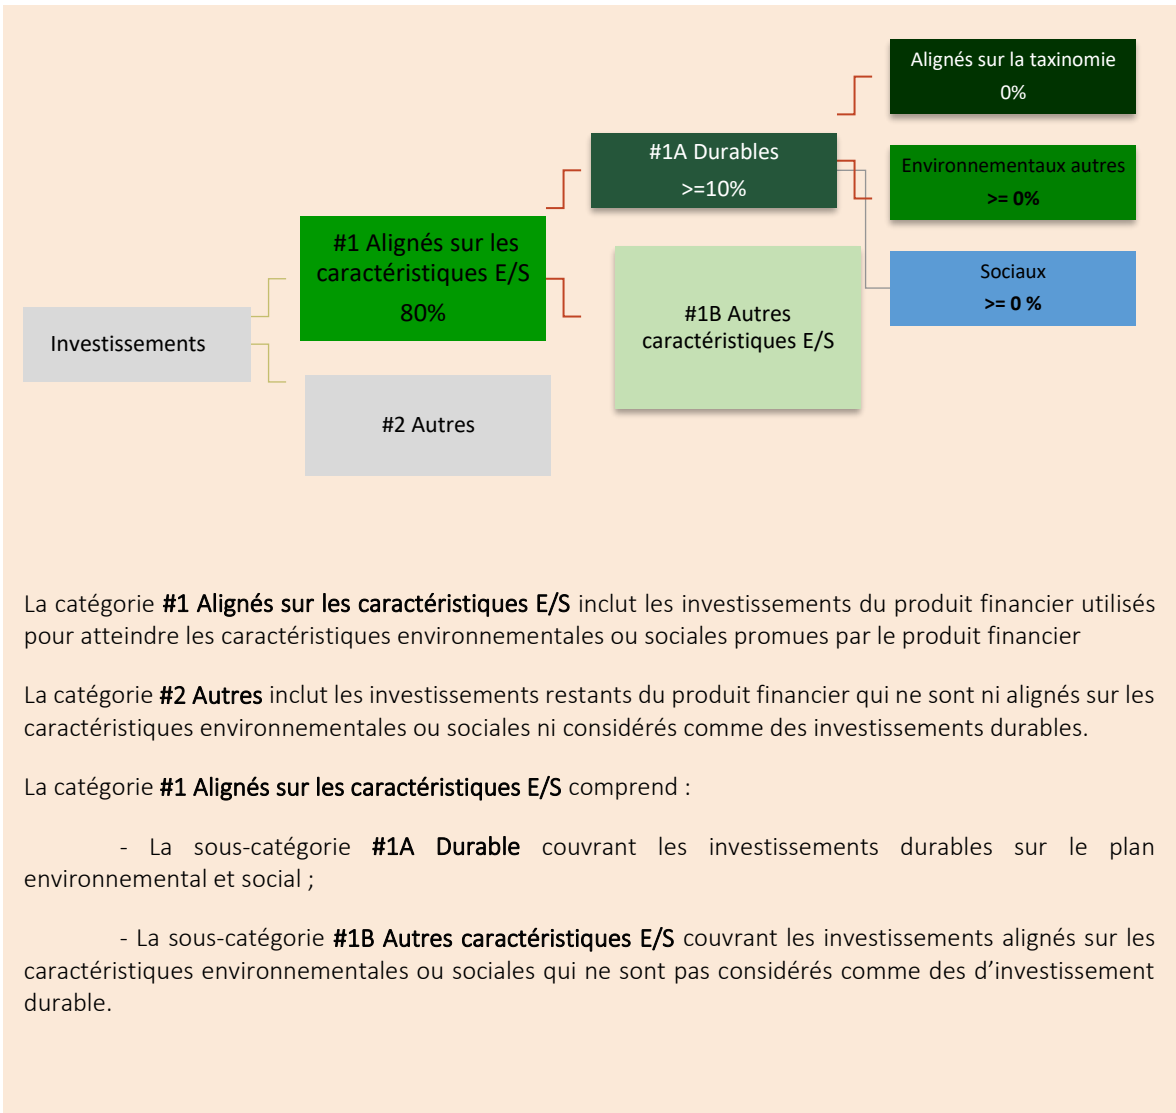 Alignés sur la taxinomie
0%
#1A Durables
>=10%
Environnementaux autres
>= 0%
#1 Alignés sur les
caractéristiques E/S
80%
Sociaux
>= 0 %
#1B Autres
caractéristiques E/S
Investissements
#2 Autres
La catégorie #1 Alignés sur les caractéristiques E/S inclut les investissements du produit financier utilisés
pour atteindre les caractéristiques environnementales ou sociales promues par le produit financier
La catégorie #2 Autres inclut les investissements restants du produit financier qui ne sont ni alignés sur les
caractéristiques environnementales ou sociales ni considérés comme des investissements durables.
La catégorie #1 Alignés sur les caractéristiques E/S comprend :
- La sous-catégorie #1A Durable couvrant les investissements durables sur le plan
environnemental et social ;
- La sous-catégorie #1B Autres caractéristiques E/S couvrant les investissements alignés sur les
caractéristiques environnementales ou sociales qui ne sont pas considérés comme des d’investissement
durable.